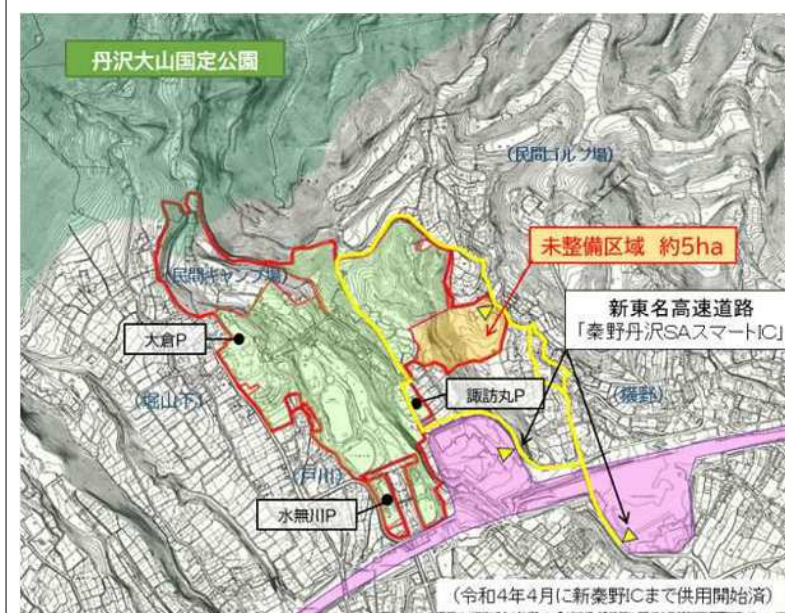 丹沢大山国定公園
(民間ゴルフ場)
未整備区域 約5ha
(民間キャンプ場)
新東名高速道路
「秦野丹沢SAスマートIC」
大倉P
諏訪丸P
(堀山下)
(横野)
(戸川)
水無川P
(令和4年4月に新秦野ICまで供用開始済)